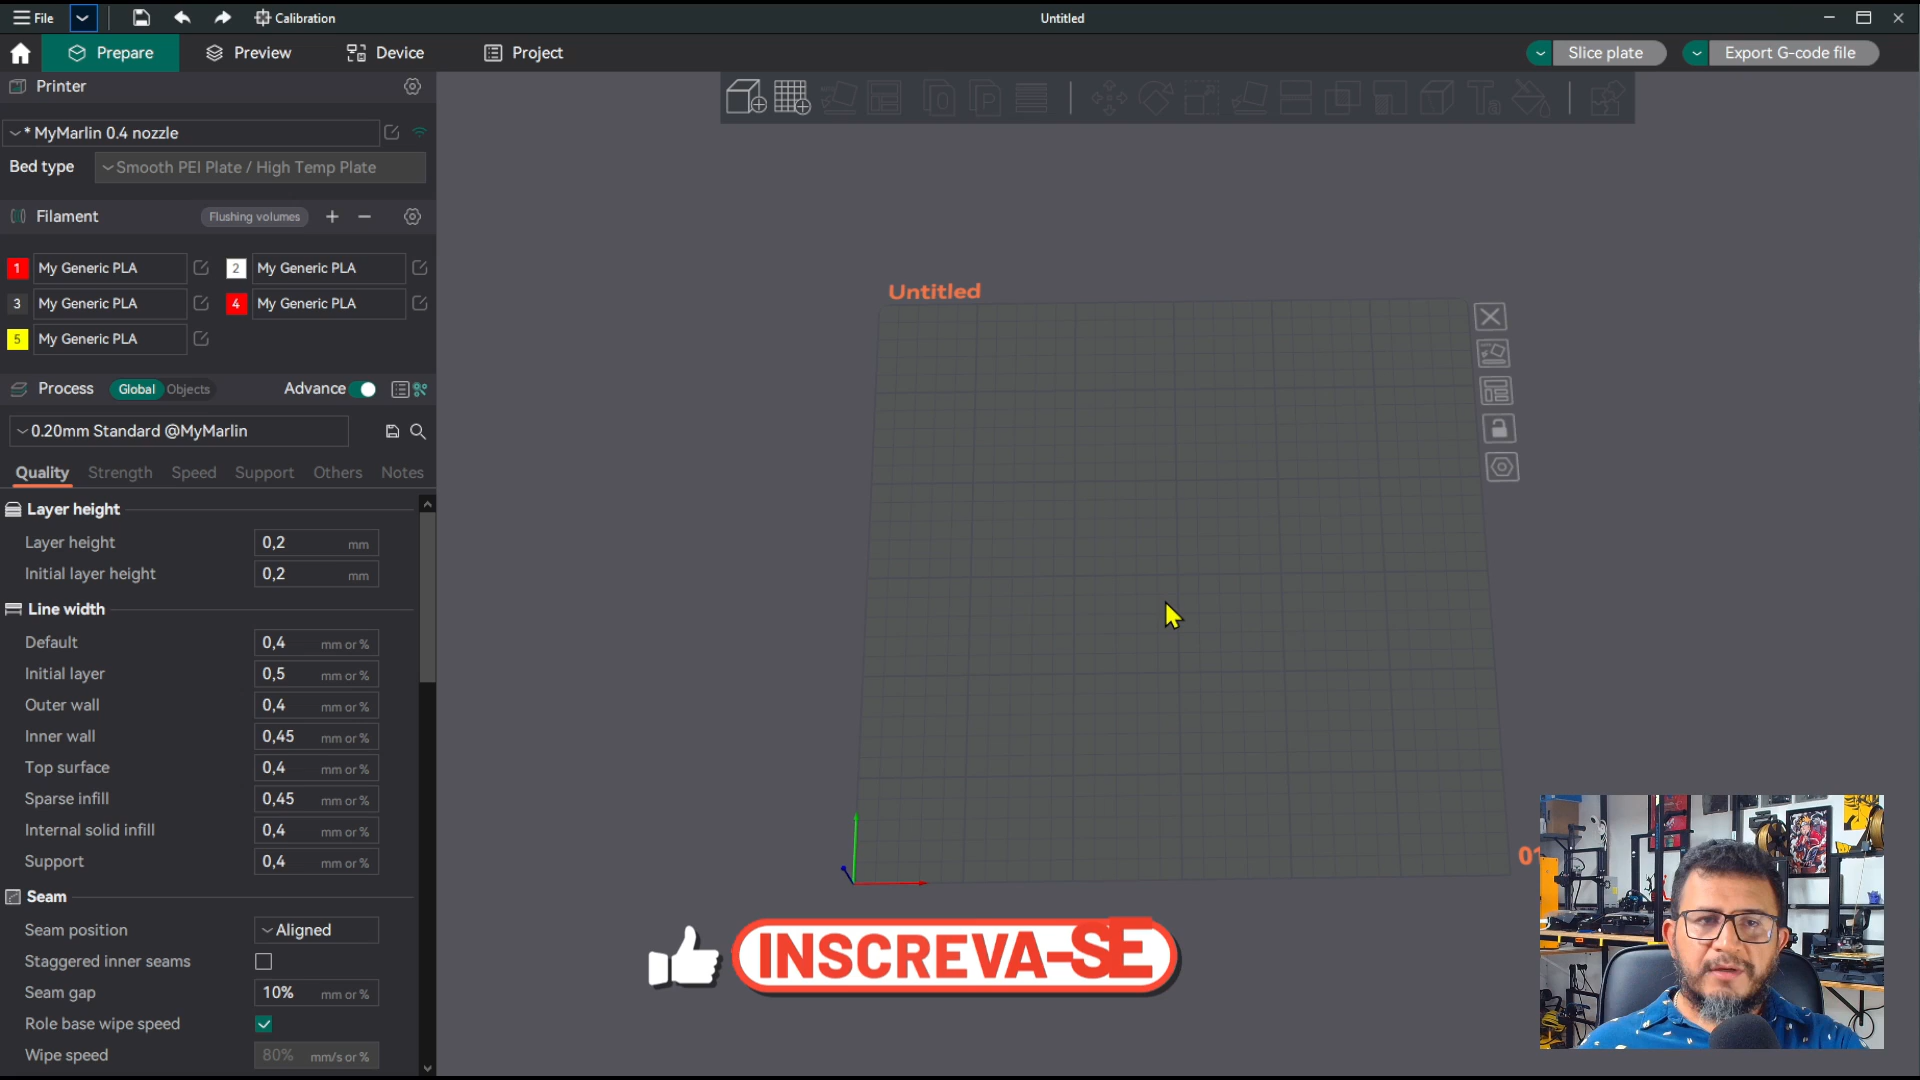 File
Calibration
Untitled
Prepare
Preview
Device
Project
Slice plate
Export G-code file
Printer
* MyMarlin 0.4 nozzle
Bed type
Smooth PEI Plate / High Temp Plate
Filament
Flushing volumes
1 My Generic PLA
2 My Generic PLA
3 My Generic PLA
4 My Generic PLA
5 My Generic PLA
Process
Global
Objects
Advance
0.20mm Standard @MyMarlin
Quality
Strength
Speed
Support
Others
Notes
Layer height
Layer height 0,2 mm
Initial layer height 0,2 mm
Line width
Default 0,4 mm or %
Initial layer 0,5 mm or %
Outer wall 0,4 mm or %
Inner wall 0,45 mm or %
Top surface 0,4 mm or %
Sparse infill 0,45 mm or %
Internal solid infill 0,4 mm or %
Support 0,4 mm or %
Seam
Seam position Aligned
Staggered inner seams
Seam gap 10% mm or %
Role base wipe speed
Wipe speed 80% mm/s or %
Untitled
01
INSCREVA-SE